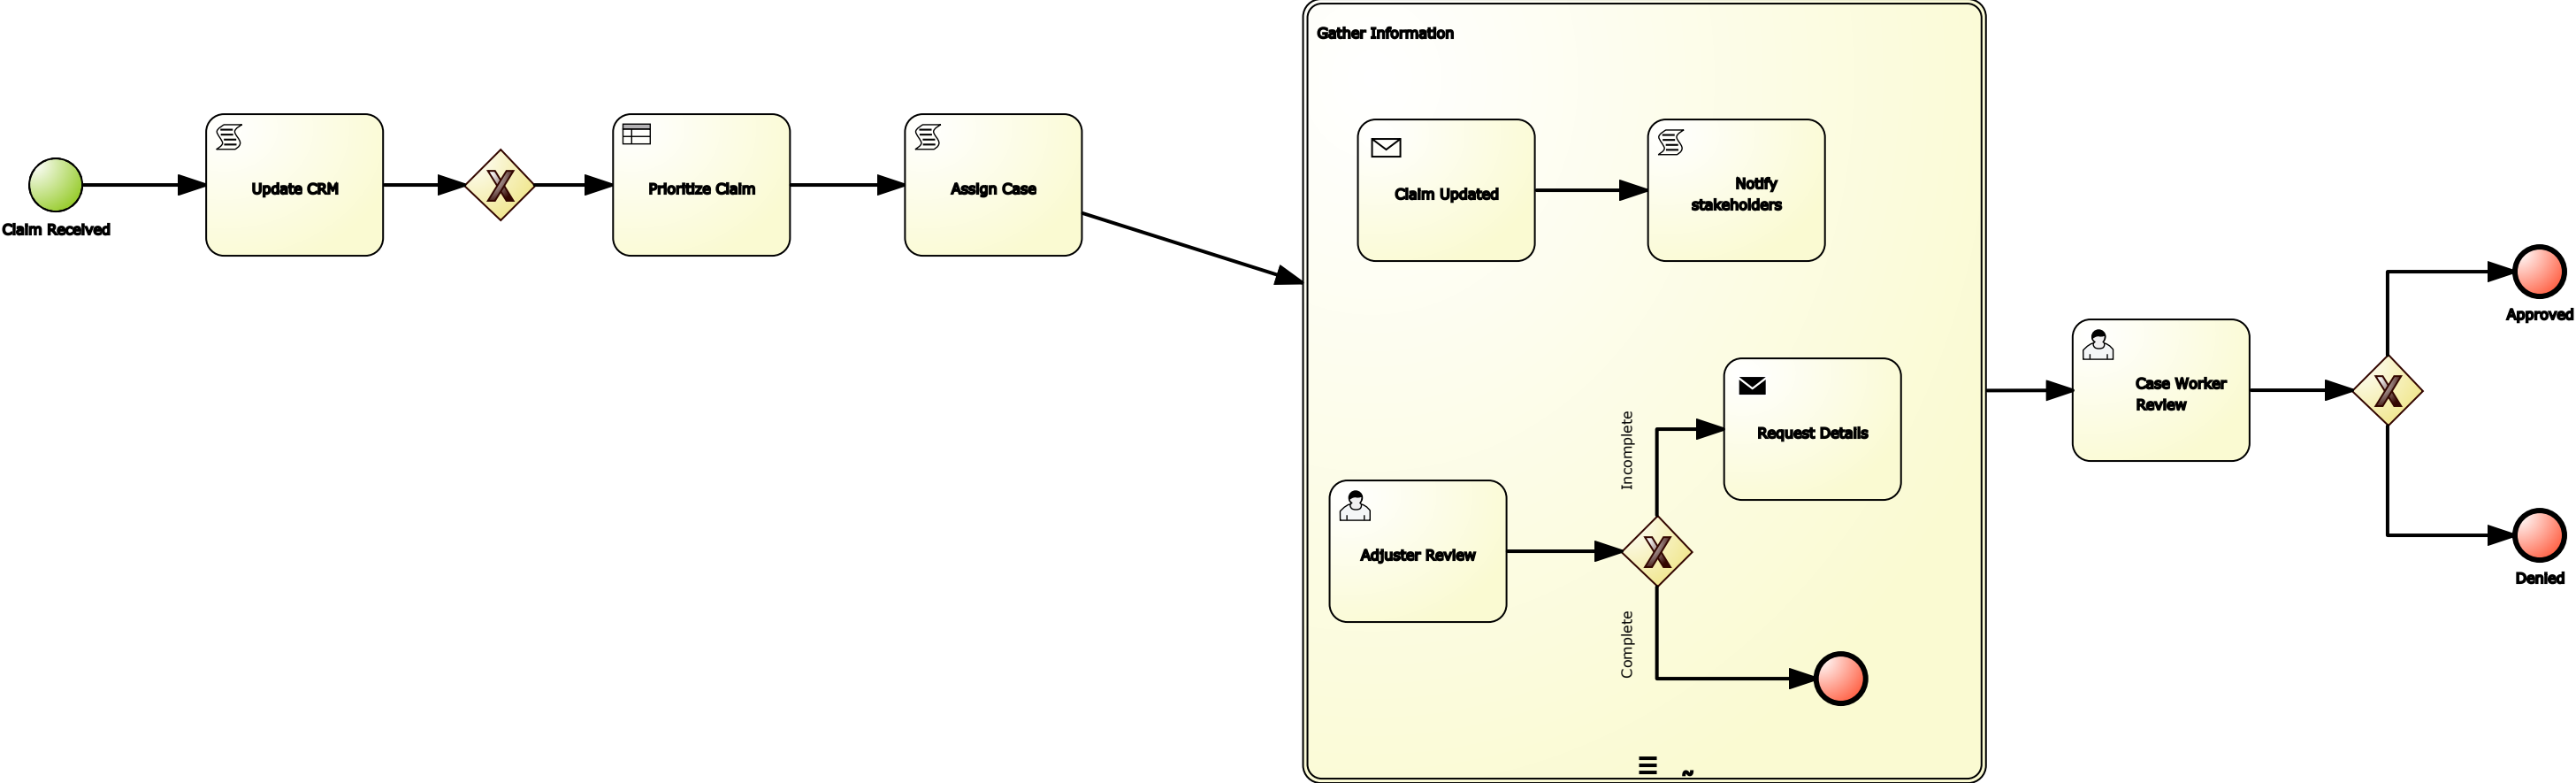 Claim Received
Update CRM
Prioritize Claim
Assign Case
Gather Information
Claim Updated
Notify
stakeholders
Adjuster Review
Incomplete
Complete
Request Details
Case Worker
Review
Approved
Denied